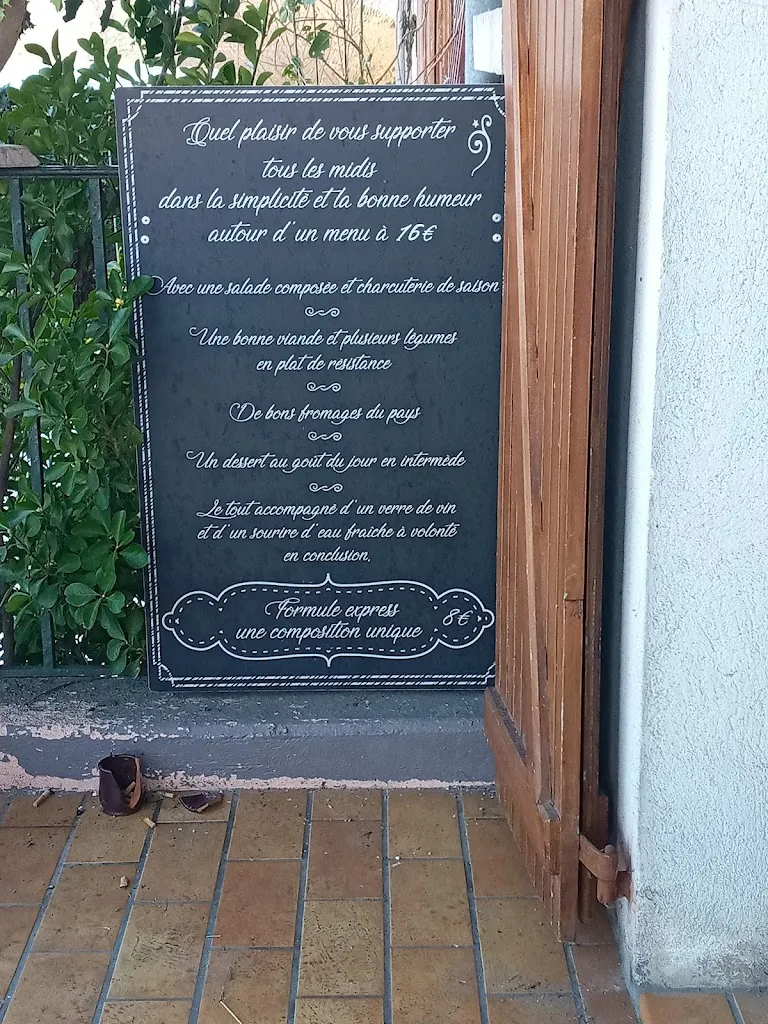 Quel plaisir de vous supporter
tous les midis
dans la simplicité et la bonne humeur
autour d'un menu à 16€
Avec une salade composée et charcuterie de saison
Une bonne viande et plusieurs légumes
en plat de résistance
De bons fromages du pays
Un dessert au goût du jour en intermède
Le tout accompagné d'un verre de vin
et d'un sourire d'eau fraiche à volonté
en conclusion,
Formule express
une composition unique 8€